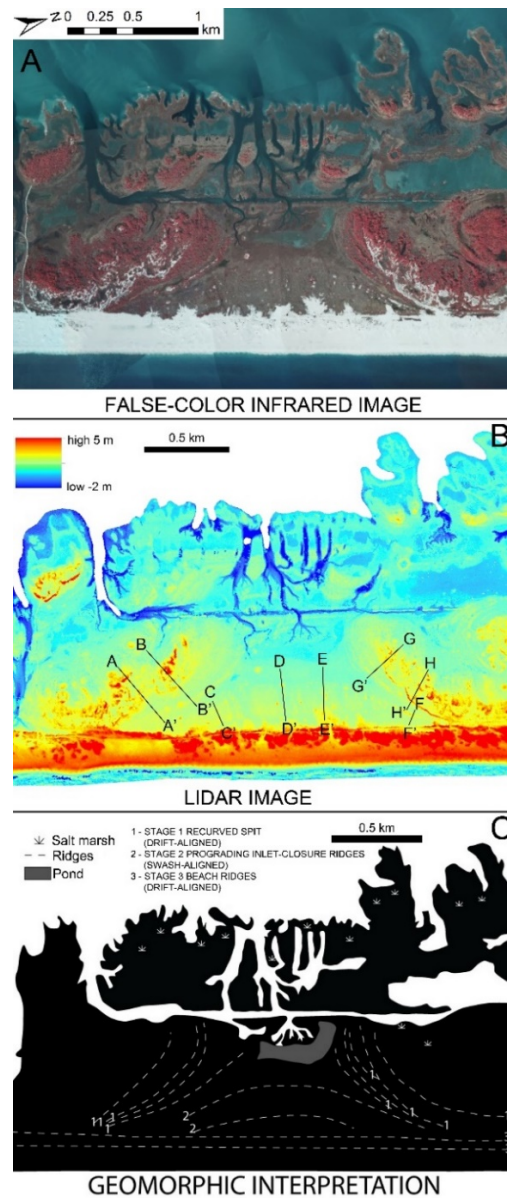 Z 0 0.25 0.5 1
km
A
FALSE-COLOR INFRARED IMAGE
high 5 m
low -2 m
0.5 km
B
A B C D E G H
G' F
A' B' C' D' E' H' F'
LIDAR IMAGE
C
Salt marsh
Ridges
Pond
1 - STAGE 1 RECURVED SPIT
(DRIFT-ALIGNED)
2 - STAGE 2 PROGRADING INLET-CLOSURE RIDGES
(SWASH-ALIGNED)
3 - STAGE 3 BEACH RIDGES
(DRIFT-ALIGNED)
0.5 km
1 1 1 1
1 1 1 1
2
2
GEOMORPHIC INTERPRETATION